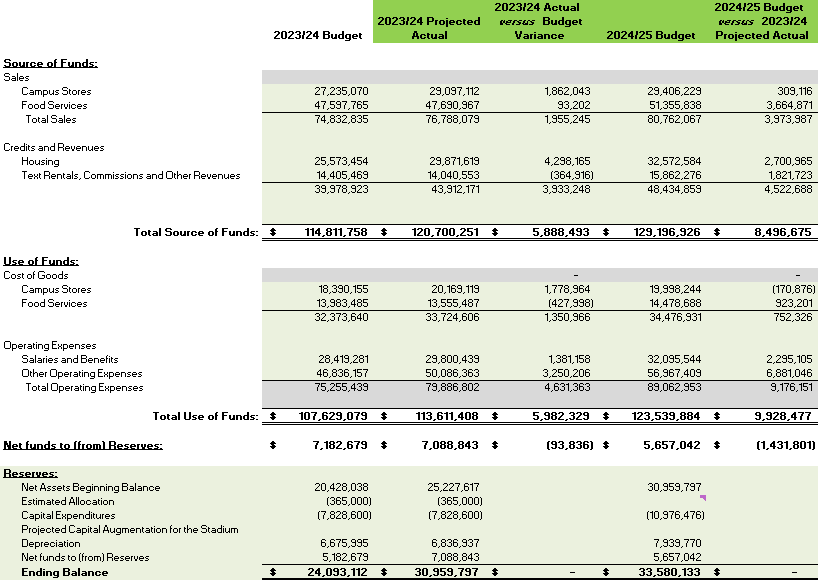 2023/24 Budget 2023/24 Projected Actual 2023/24 Actual versus Budget Variance 2024/25 Budget 2024/25 Budget versus 2023/24 Projected Actual
Source of Funds:
Sales
Campus Stores 27,235,070 29,097,112 1,862,043 29,406,229 309,116
Food Services 47,597,765 47,690,967 93,202 51,355,838 3,664,871
Total Sales 74,832,835 76,788,079 1,955,245 80,762,067 3,973,987
Credits and Revenues
Housing 25,573,454 29,871,619 4,298,165 32,572,584 2,700,965
Text Rentals, Commissions and Other Revenues 14,405,469 14,040,553 (364,916) 15,862,276 1,821,723
39,978,923 43,912,171 3,933,248 48,434,859 4,522,688
Total Source of Funds: $ 114,811,758 $ 120,700,251 $ 5,888,493 $ 129,196,926 $ 8,496,675
Use of Funds:
Cost of Goods - -
Campus Stores 18,390,155 20,169,119 1,778,964 19,998,244 (170,876)
Food Services 13,983,485 13,555,487 (427,998) 14,478,688 923,201
32,373,640 33,724,606 1,350,966 34,476,931 752,326
Operating Expenses
Salaries and Benefits 28,419,281 29,800,439 1,381,158 32,095,544 2,295,105
Other Operating Expenses 46,836,157 50,086,363 3,250,206 56,967,409 6,881,046
Total Operating Expenses 75,255,439 79,886,802 4,631,363 89,062,953 9,176,151
Total Use of Funds: $ 107,629,079 $ 113,611,408 $ 5,982,329 $ 123,539,884 $ 9,928,477
Net funds to (from) Reserves: $ 7,182,679 $ 7,088,843 $ (93,836) $ 5,657,042 $ (1,431,801)
Reserves:
Net Assets Beginning Balance 20,428,038 25,227,617 30,959,797
Estimated Allocation (365,000) (365,000)
Capital Expenditures (7,828,600) (7,828,600) (10,976,476)
Projected Capital Augmentation for the Stadium
Depreciation 6,675,995 6,836,937 7,939,770
Net funds to (from) Reserves 5,182,679 7,088,843 5,657,042
Ending Balance $ 24,093,112 $ 30,959,797 $ - $ 33,580,133 $ -